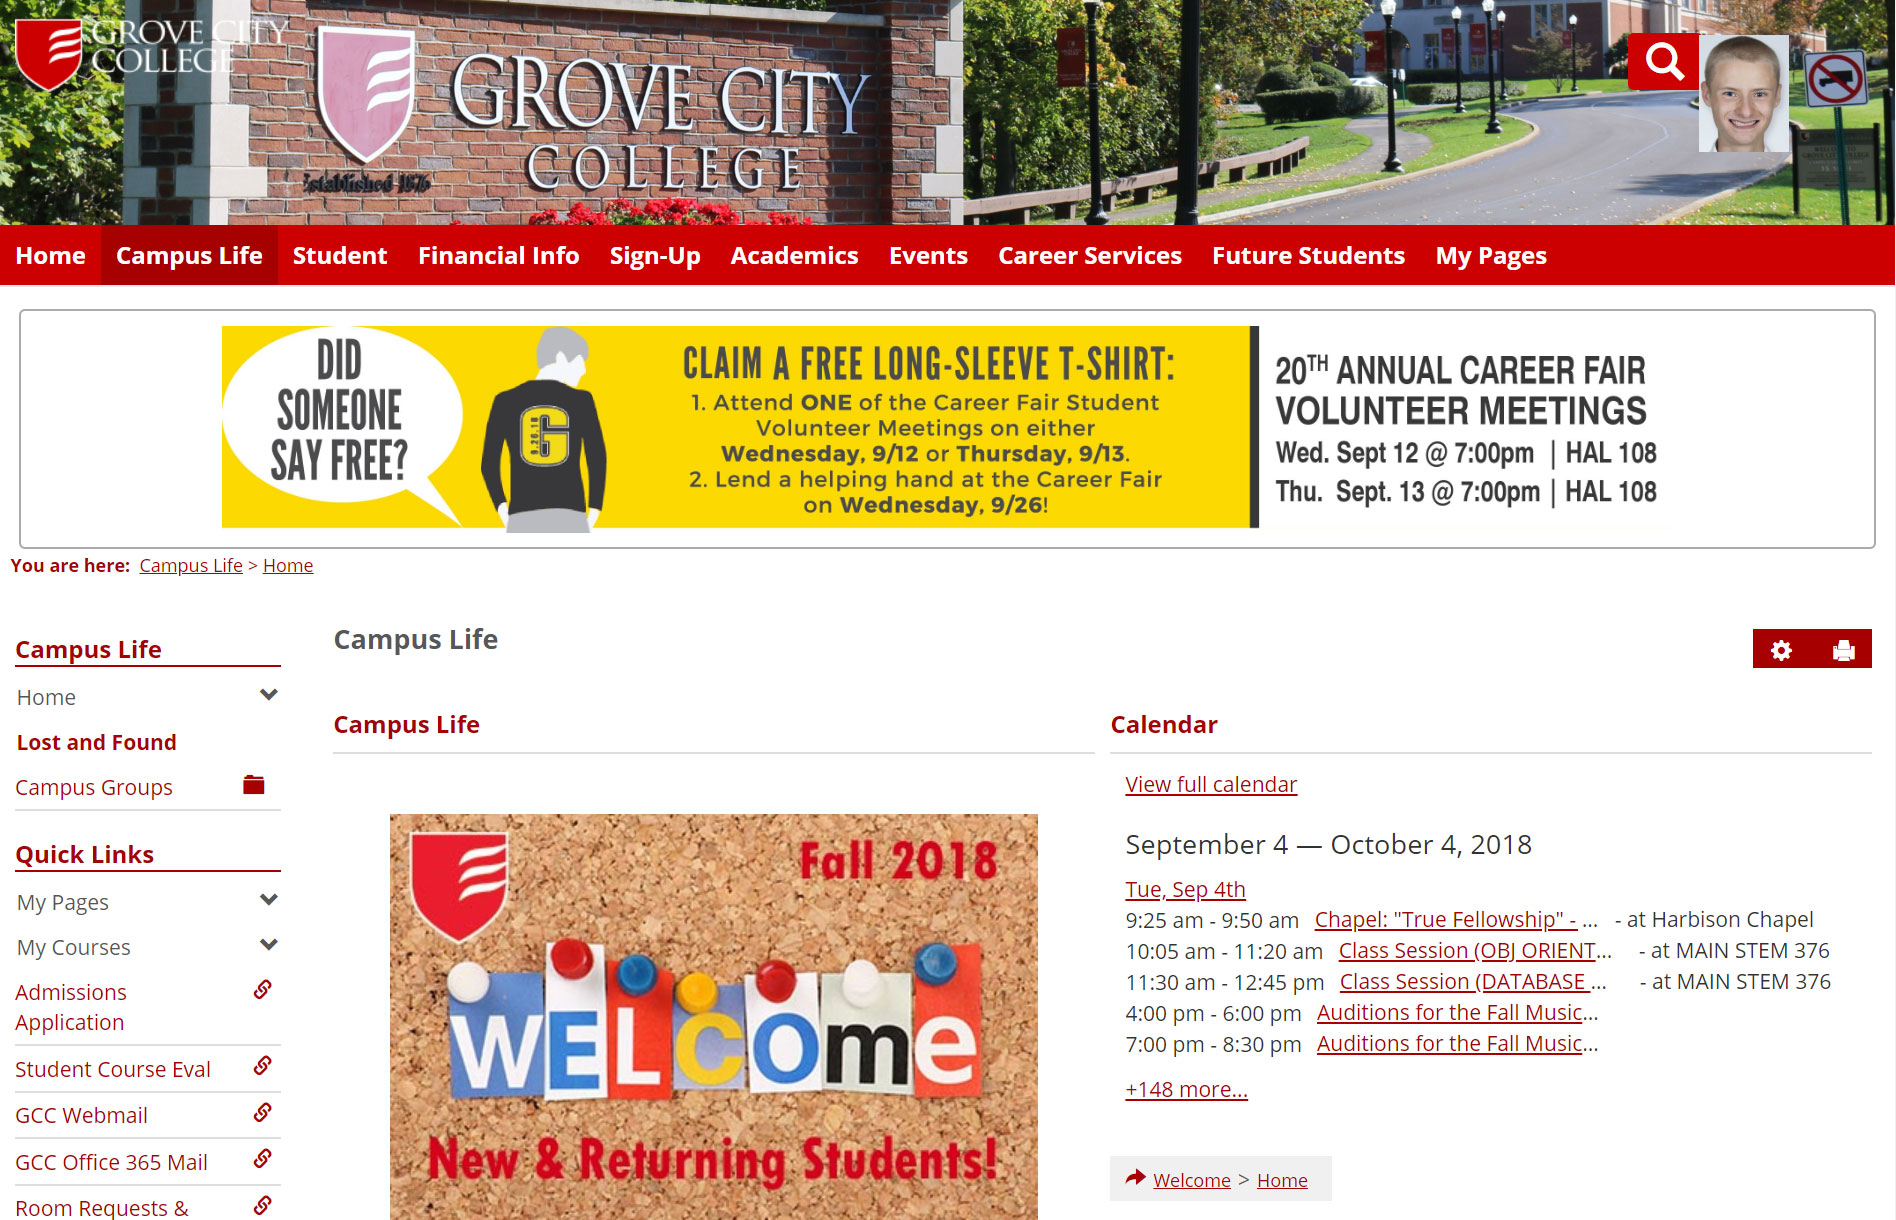 GROVE CITY
COLLEGE
GROVE CITY
COLLEGE
Established 1876
Home Campus Life Student Financial Info Sign-Up Academics Events Career Services Future Students My Pages
DID
SOMEONE
SAY FREE?
9.26.18
G
CLAIM A FREE LONG-SLEEVE T-SHIRT:
1. Attend ONE of the Career Fair Student
Volunteer Meetings on either
Wednesday, 9/12 or Thursday, 9/13.
2. Lend a helping hand at the Career Fair
on Wednesday, 9/26!
20TH ANNUAL CAREER FAIR
VOLUNTEER MEETINGS
Wed. Sept 12 @ 7:00pm | HAL 108
Thu. Sept. 13 @ 7:00pm | HAL 108
You are here: Campus Life > Home
Campus Life
Home
Lost and Found
Campus Groups
Quick Links
My Pages
My Courses
Admissions
Application
Student Course Eval
GCC Webmail
GCC Office 365 Mail
Room Requests &
Campus Life
Campus Life
Fall 2018
WELCome
New & Returning Students!
Calendar
View full calendar
September 4 — October 4, 2018
Tue, Sep 4th
9:25 am - 9:50 am Chapel: "True Fellowship" - ... - at Harbison Chapel
10:05 am - 11:20 am Class Session (OBJ ORIENT... - at MAIN STEM 376
11:30 am - 12:45 pm Class Session (DATABASE ... - at MAIN STEM 376
4:00 pm - 6:00 pm Auditions for the Fall Music...
7:00 pm - 8:30 pm Auditions for the Fall Music...
+148 more...
Welcome > Home